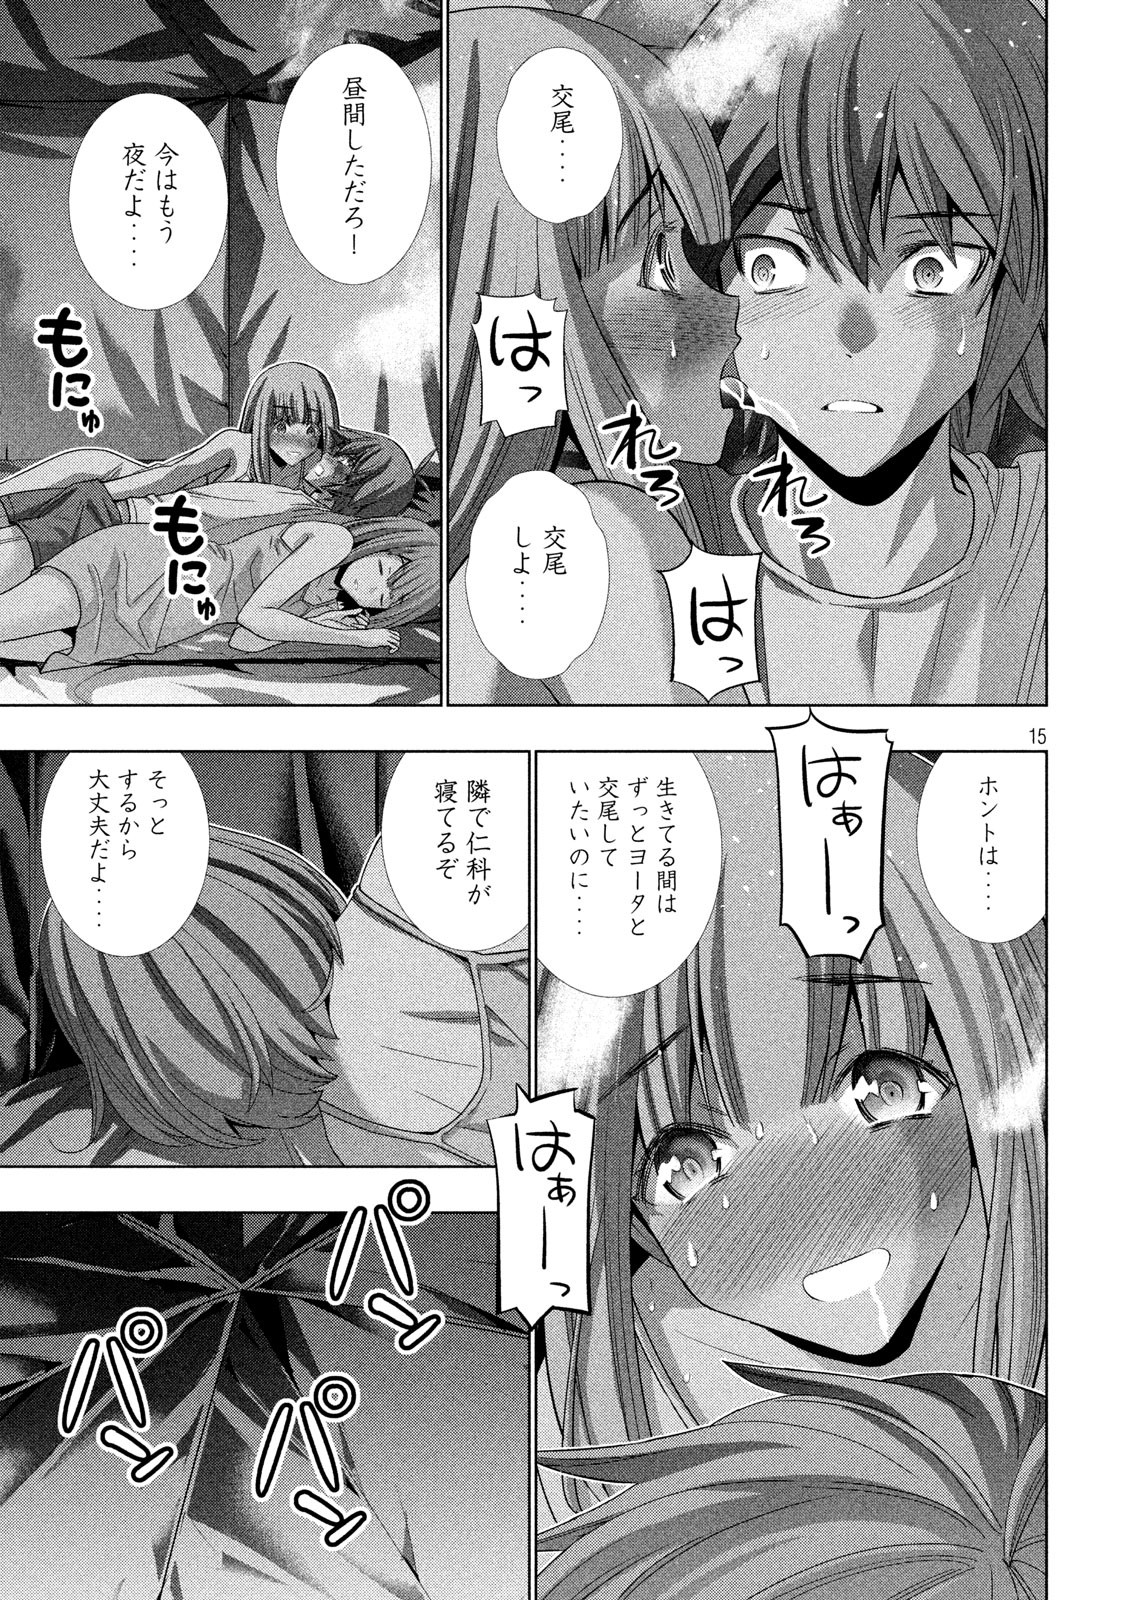 交尾‥‥
はっ
れろ
れろ
交尾
しよ‥‥
はっ
昼間しただろ！
今はもう
夜だよ‥‥
もにゅ
もにゅ
15
ホントは‥‥
はぁーっ
生きてる間は
ずっとヨータと
交尾して
いたいのに‥‥
はぁーっ
隣で仁科が
寝てるぞ
そっと
するから
大丈夫だよ‥‥
パン
パン
パン